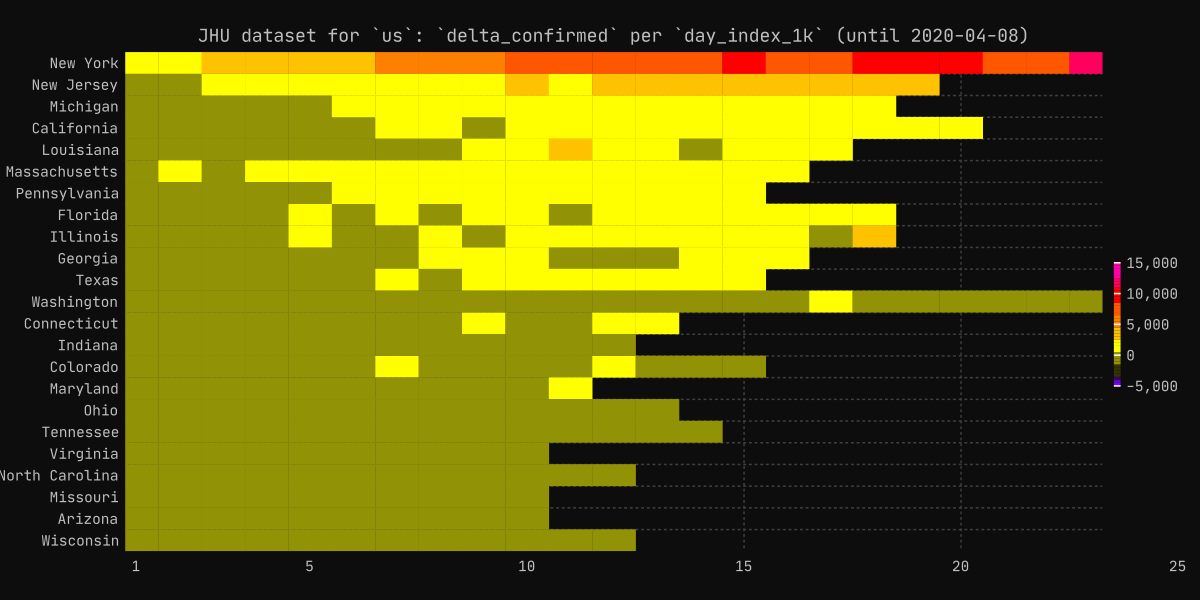 JHU dataset for `us`: `delta_confirmed` per `day_index_1k` (until 2020-04-08)
New York
New Jersey
Michigan
California
Louisiana
Massachusetts
Pennsylvania
Florida
Illinois
Georgia
Texas
Washington
Connecticut
Indiana
Colorado
Maryland
Ohio
Tennessee
Virginia
North Carolina
Missouri
Arizona
Wisconsin
15,000
10,000
5,000
0
-5,000
1 5 10 15 20 25